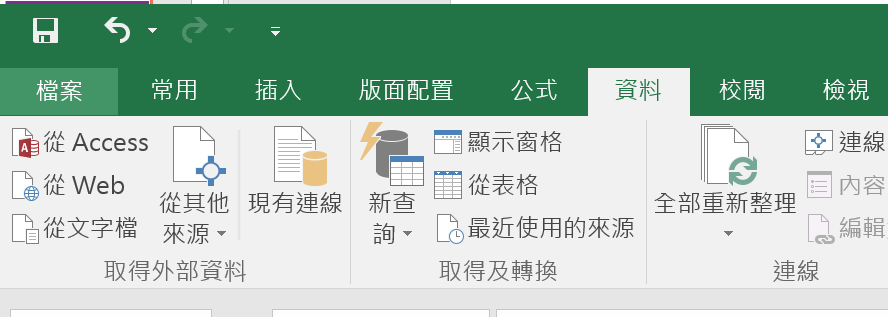 檔案 常用 插入 版面配置 公式 資料 校閱 檢視
從 Access
從 Web
從文字檔
從其他
來源
現有連線
取得外部資料
新查
詢
顯示窗格
從表格
最近使用的來源
取得及轉換
全部重新整理
連線
內容
編輯
連線